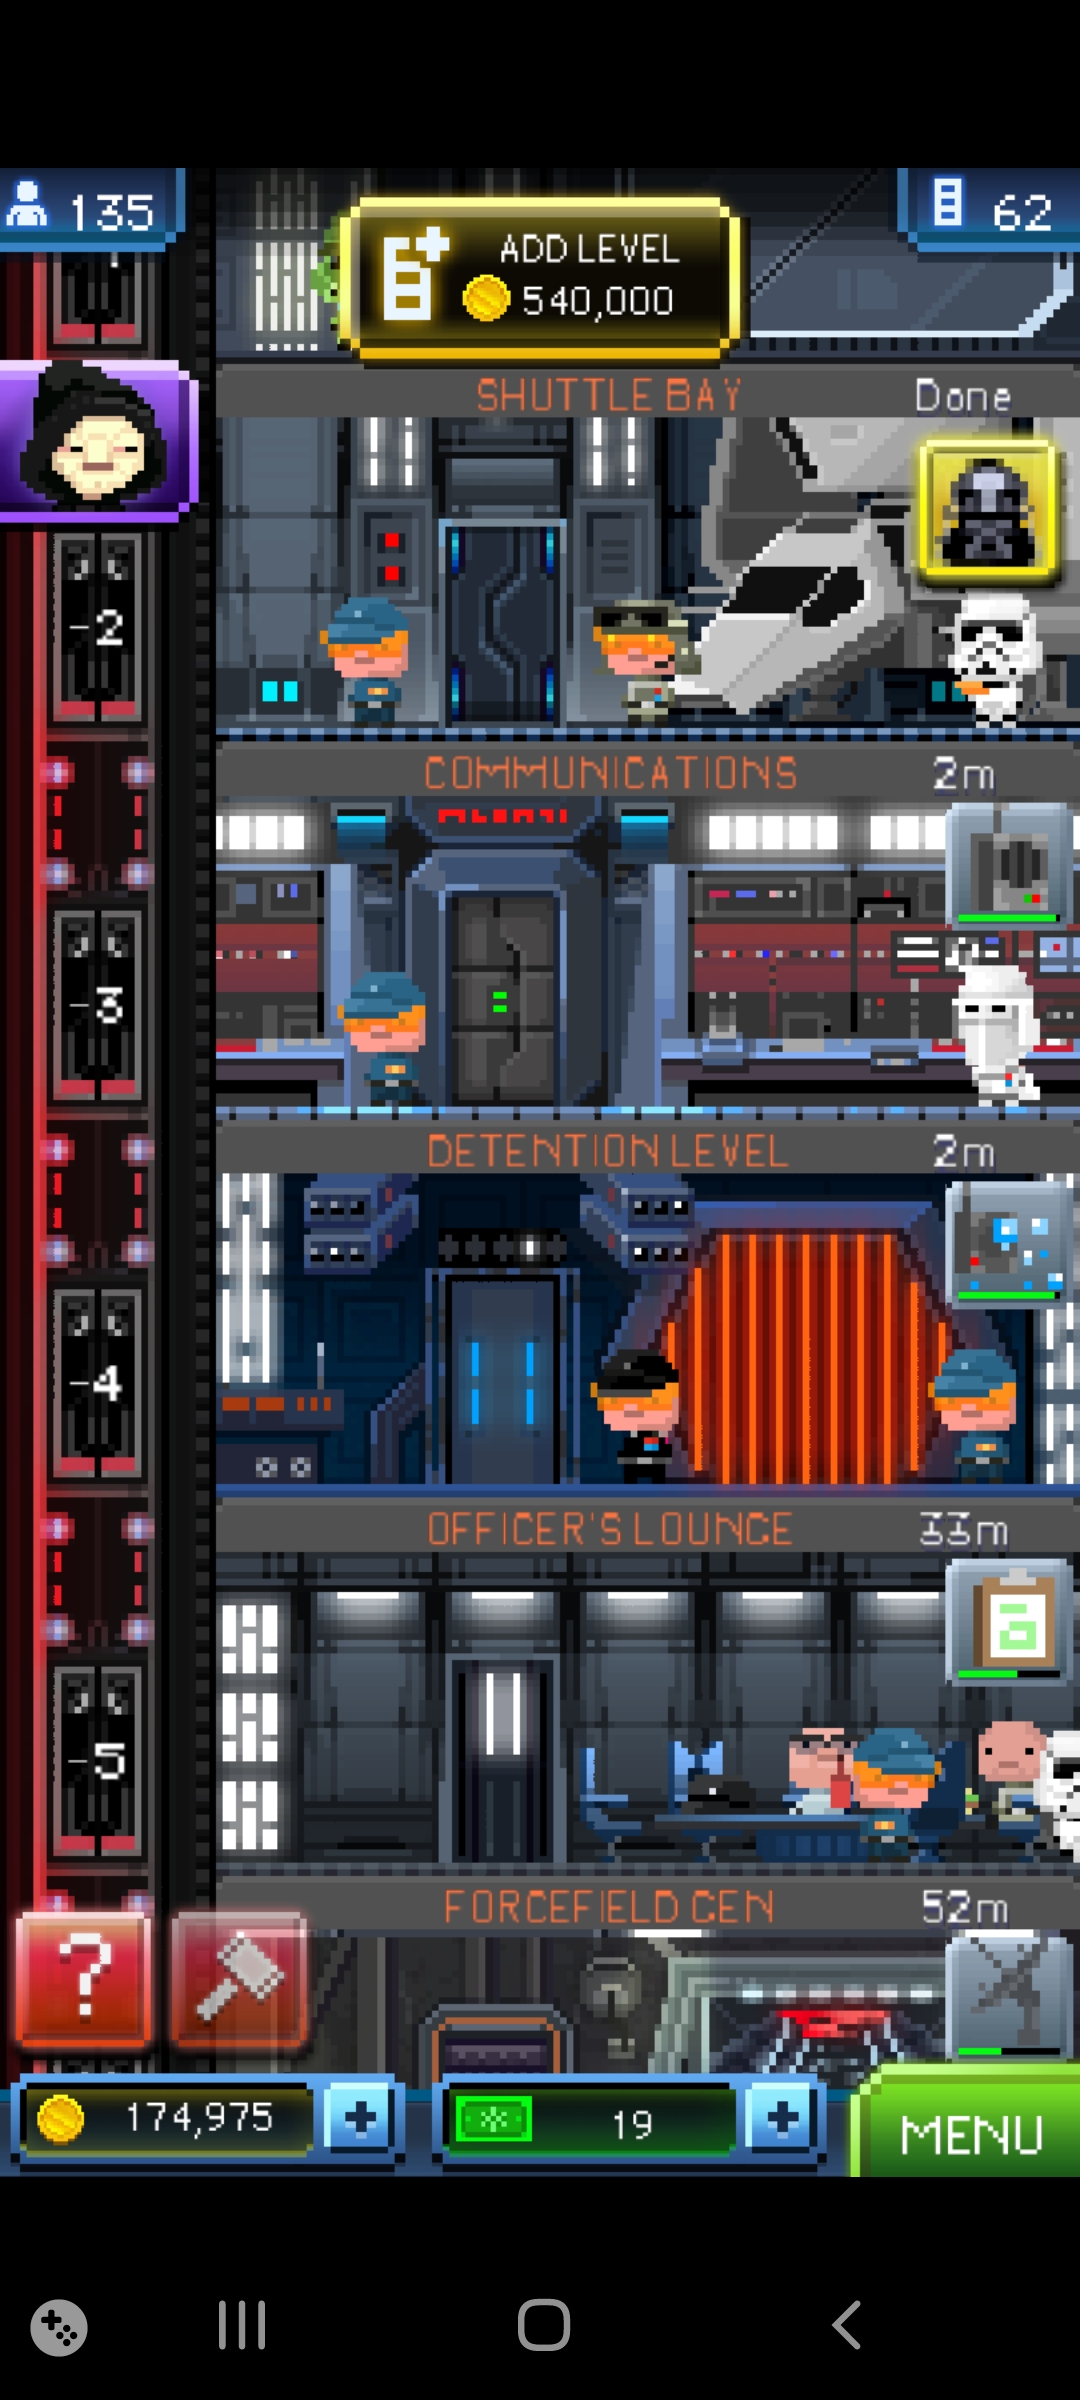 135
ADD LEVEL
540,000
62
SHUTTLE BAY
Done
-2
COMMUNICATIONS
2m
-3
DETENTION LEVEL
2m
-4
OFFICER'S LOUNGE
33m
-5
FORCEFIELD GEN
52m
?
174,975
+
19
+
MENU